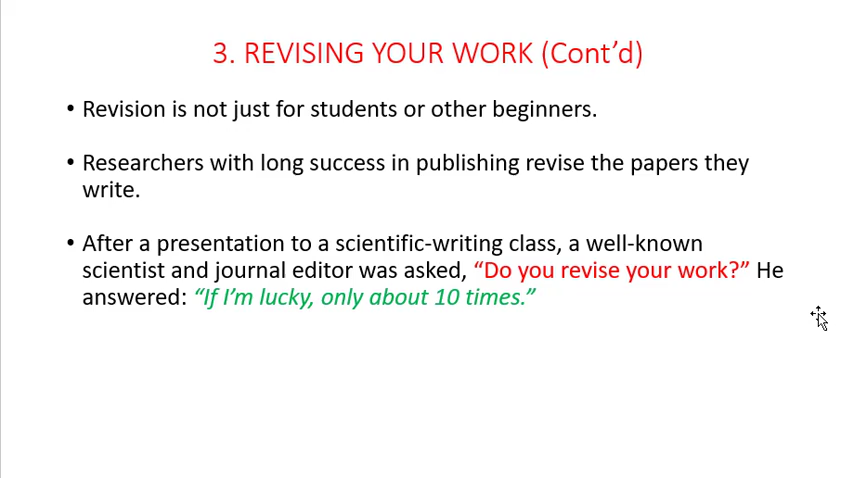 3. REVISING YOUR WORK (Cont’d)
• Revision is not just for students or other beginners.
• Researchers with long success in publishing revise the papers they
write.
• After a presentation to a scientific-writing class, a well-known
scientist and journal editor was asked, “Do you revise your work?” He
answered: “If I’m lucky, only about 10 times.”